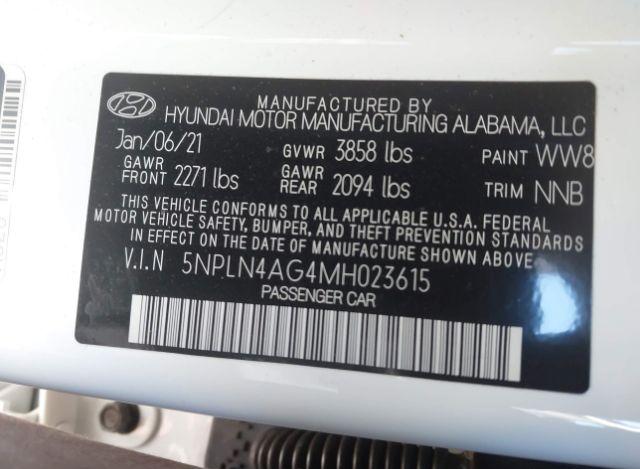 MANUFACTURED BY
HYUNDAI MOTOR MANUFACTURING ALABAMA, LLC
Jan/06/21 GVWR 3858 lbs PAINT WW8
GAWR FRONT 2271 lbs GAWR REAR 2094 lbs TRIM NNB
THIS VEHICLE CONFORMS TO ALL APPLICABLE U.S.A. FEDERAL
MOTOR VEHICLE SAFETY, BUMPER, AND THEFT PREVENTION
STANDARDS IN EFFECT ON THE DATE OF MANUFACTURE SHOWN ABOVE.
V.I.N 5NPLN4AG4MH023615
PASSENGER CAR